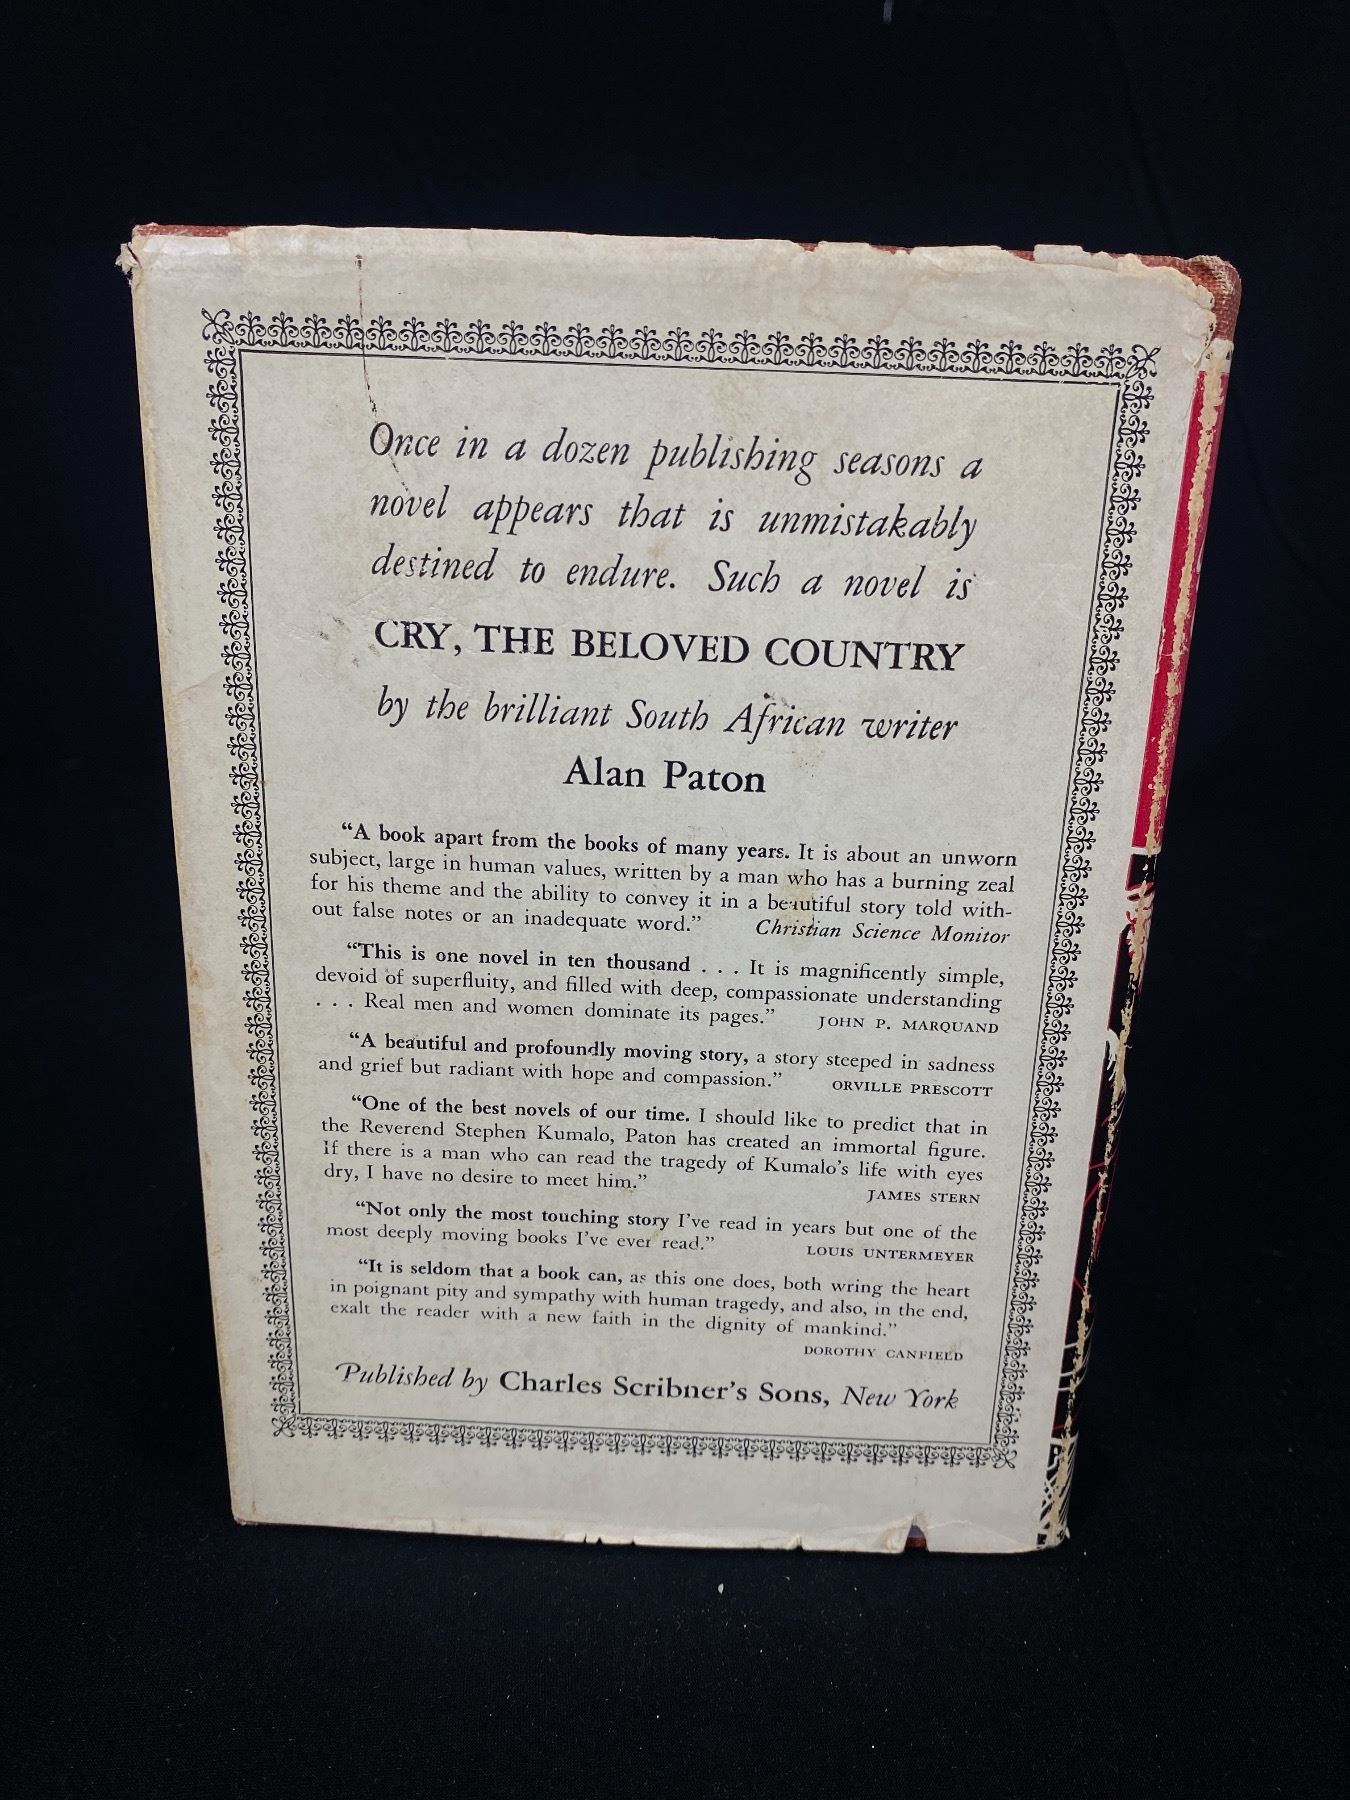 Once in a dozen publishing seasons a
novel appears that is unmistakably
destined to endure. Such a novel is
CRY, THE BELOVED COUNTRY
by the brilliant South African writer
Alan Paton
“A book apart from the books of many years. It is about an unworn
subject, large in human values, written by a man who has a burning zeal
for his theme and the ability to convey it in a beautiful story told with-
out false notes or an inadequate word.” Christian Science Monitor
“This is one novel in ten thousand . . . It is magnificently simple,
devoid of superfluity, and filled with deep, compassionate understanding
. . . Real men and women dominate its pages.” JOHN P. MARQUAND
“A beautiful and profoundly moving story, a story steeped in sadness
and grief but radiant with hope and compassion.” ORVILLE PRESCOTT
“One of the best novels of our time. I should like to predict that in
the Reverend Stephen Kumalo, Paton has created an immortal figure.
If there is a man who can read the tragedy of Kumalo’s life with eyes
dry, I have no desire to meet him.” JAMES STERN
“Not only the most touching story I’ve read in years but one of the
most deeply moving books I’ve ever read.” LOUIS UNTERMEYER
“It is seldom that a book can, as this one does, both wring the heart
in poignant pity and sympathy with human tragedy, and also, in the end,
exalt the reader with a new faith in the dignity of mankind.”
DOROTHY CANFIELD
Published by Charles Scribner’s Sons, New York